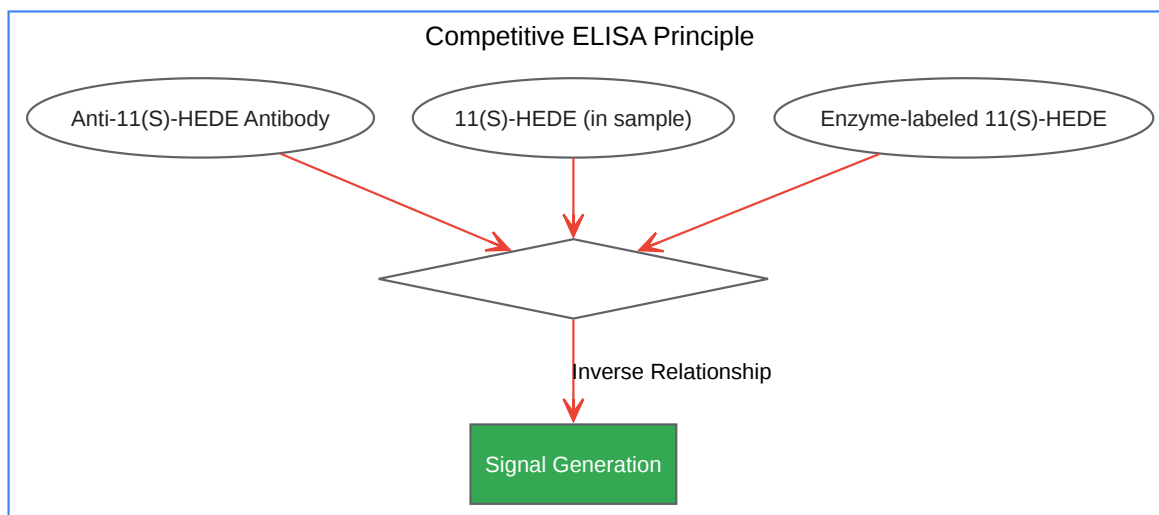 Competitive ELISA Principle
Anti-11(S)-HEDE Antibody
11(S)-HEDE (in sample)
Enzyme-labeled 11(S)-HEDE
Inverse Relationship
Signal Generation